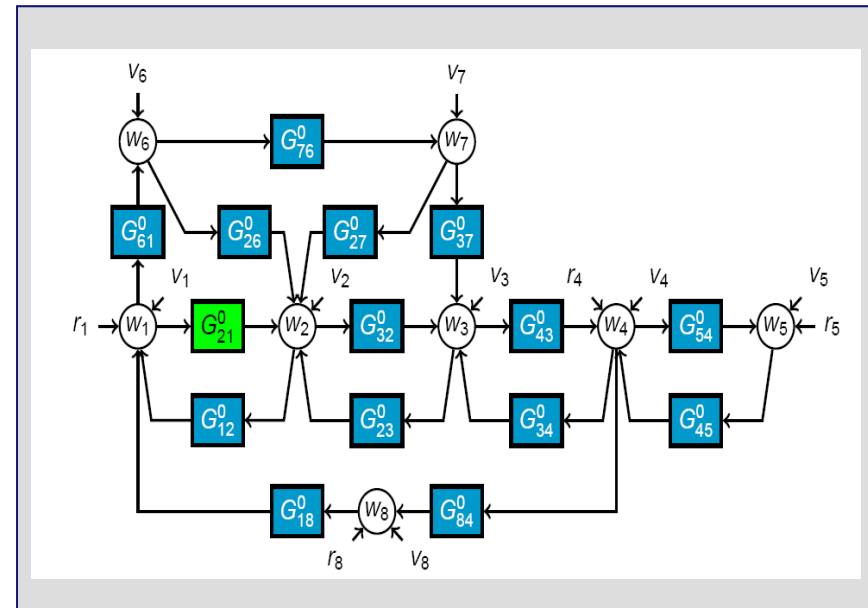 v6 v7
w6 G⁰76 w7
G⁰61 G⁰26 G⁰27 G⁰37
v1 v2 v3 r4 v4 v5
r1 w1 G⁰21 w2 G⁰32 w3 G⁰43 w4 G⁰54 w5 r5
G⁰12 G⁰23 G⁰34 G⁰45
G⁰18 w8 G⁰84
r8 v8